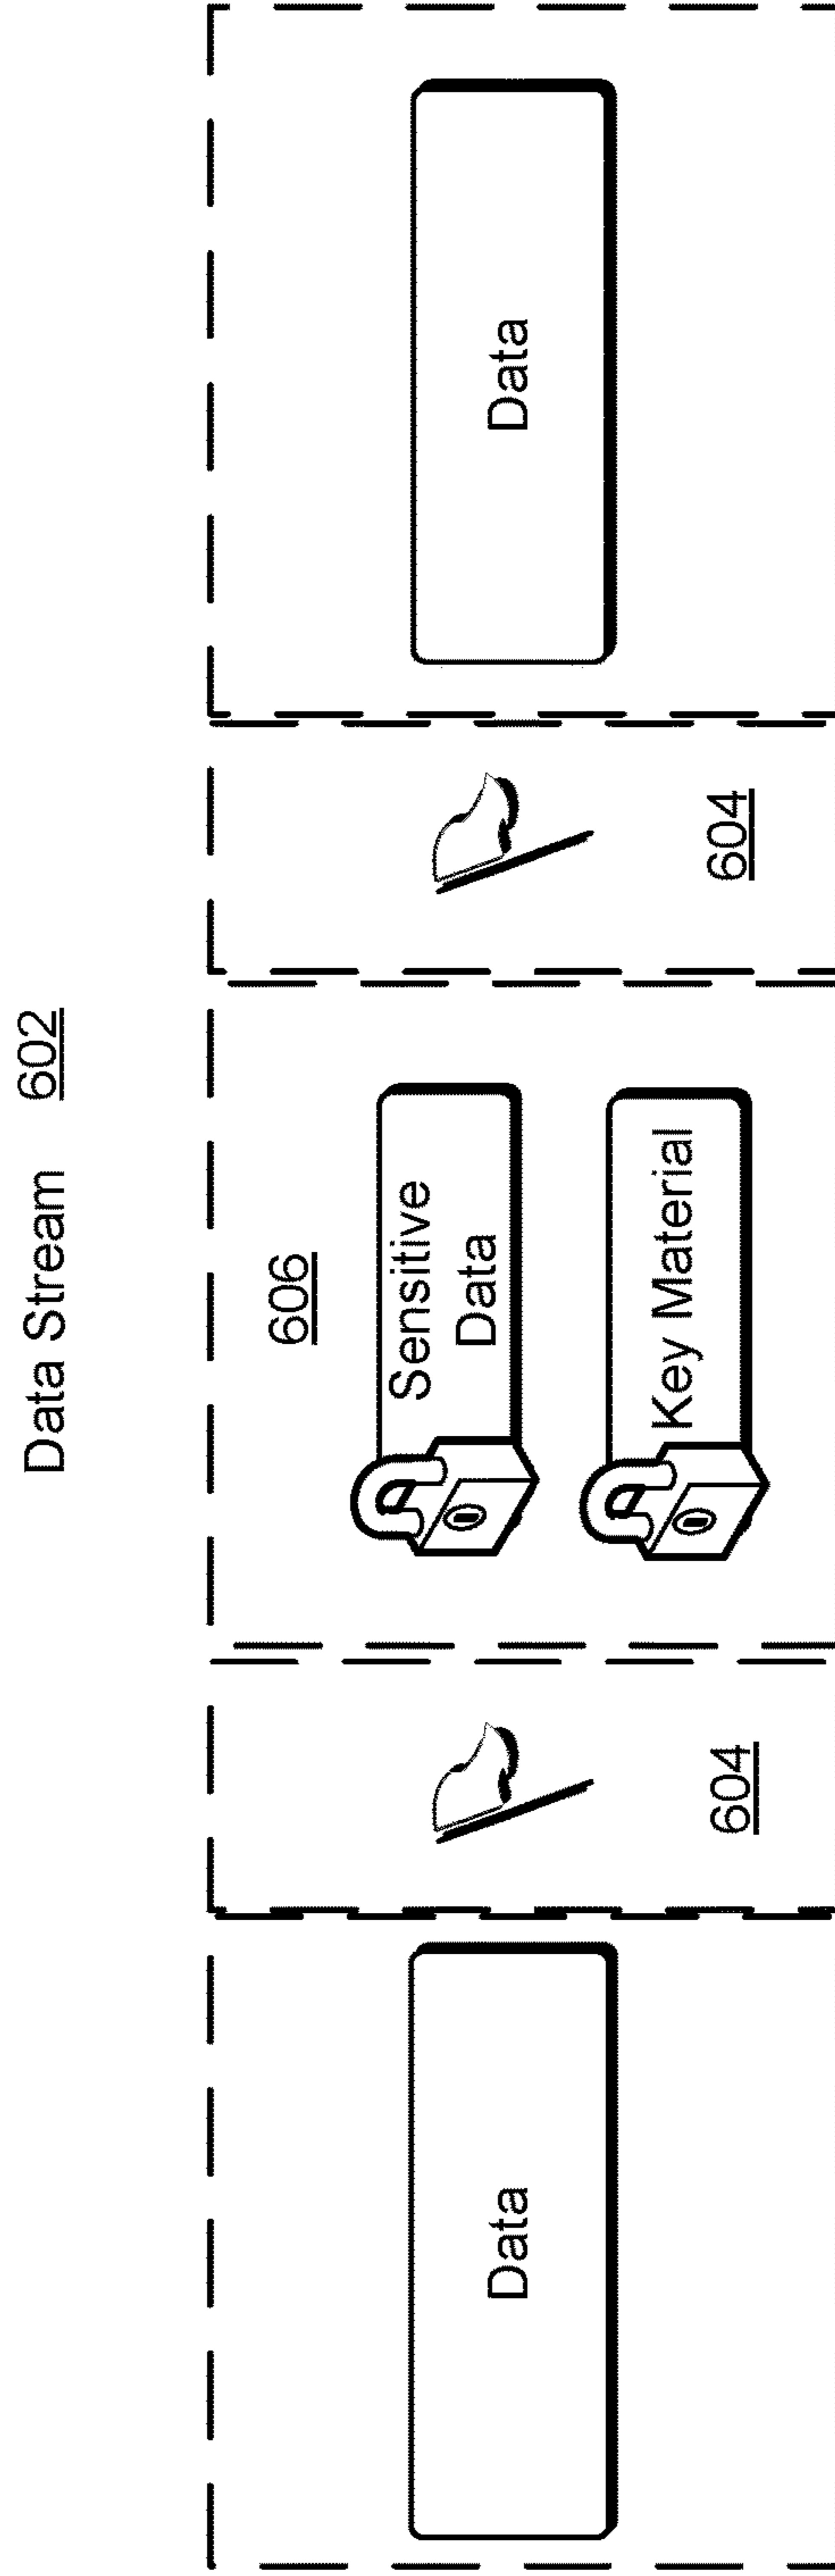 Data Stream 602
Data
604
606
Sensitive
Data
Key Material
604
Data